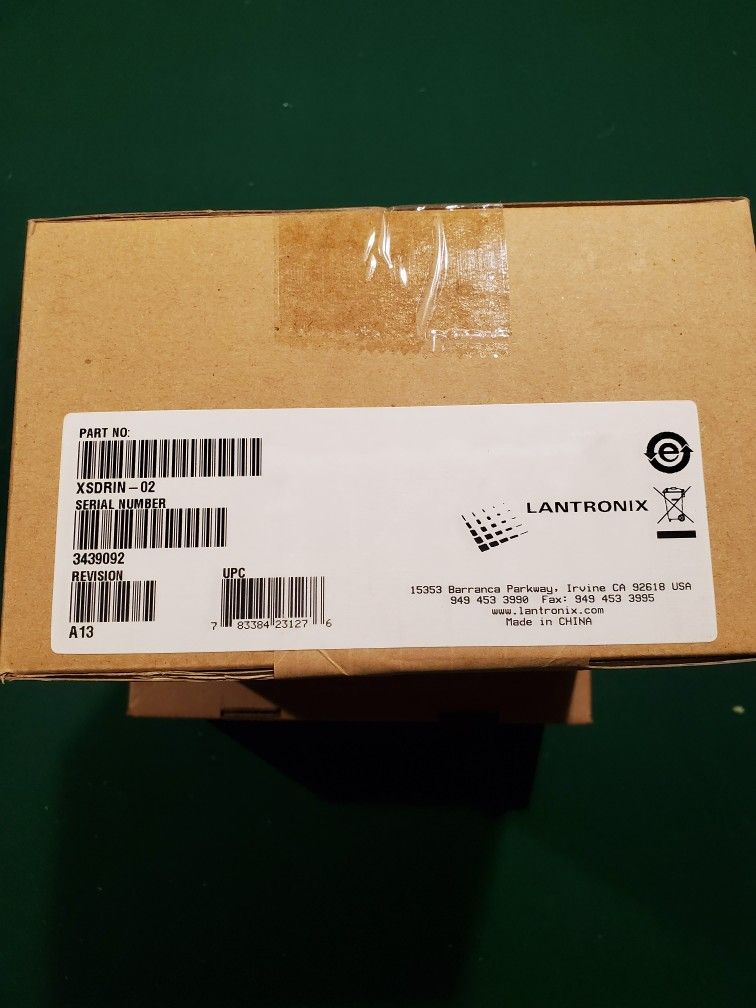 PART NO:
XSDRIN-02
SERIAL NUMBER
3439092
REVISION
A13
UPC
7 83384 23127 6
e
LANTRONIX
15353 Barranca Parkway, Irvine CA 92618 USA
949 453 3990 Fax: 949 453 3995
www.lantronix.com
Made in CHINA